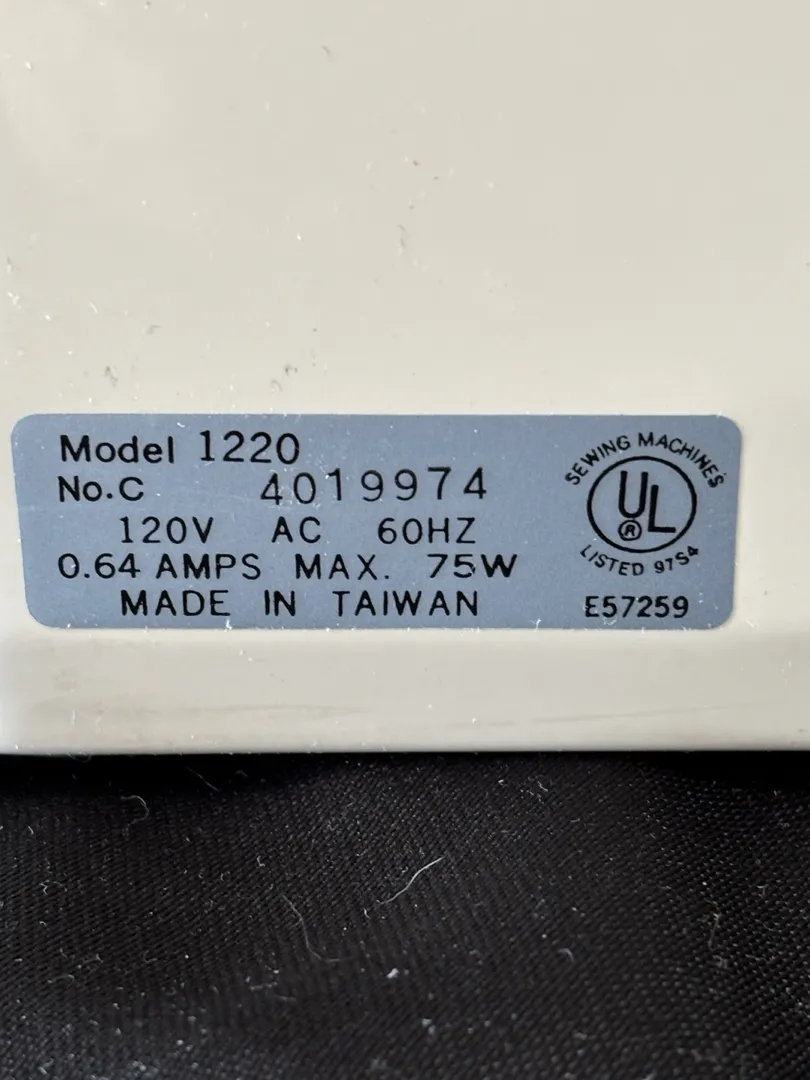 Model 1220
No.C 4019974
120V AC 60HZ
0.64 AMPS MAX. 75W
MADE IN TAIWAN
SEWING MACHINES
UL
®
LISTED 97S4
E57259